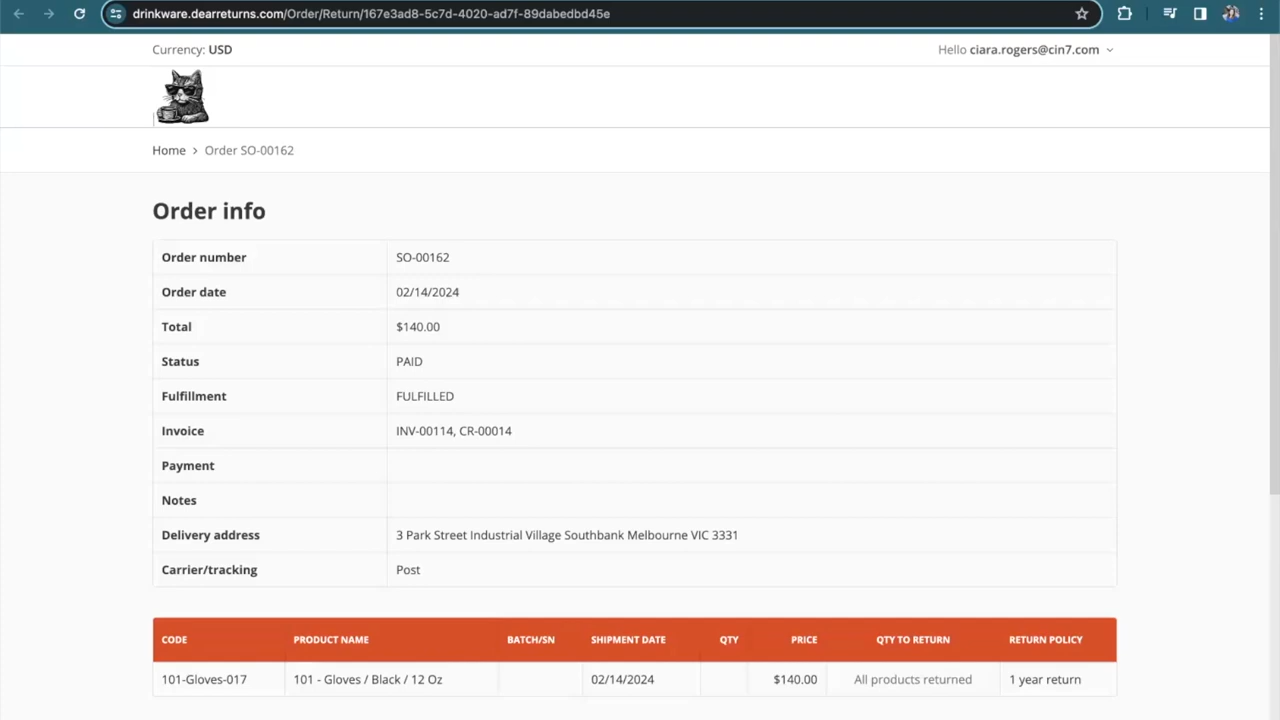 drinkware.dearreturns.com/Order/Return/167e3ad8-5c7d-4020-ad7f-89dabedbd45e
Currency: USD
Hello ciara.rogers@cin7.com
Home > Order SO-00162
Order info
Order number SO-00162
Order date 02/14/2024
Total $140.00
Status PAID
Fulfillment FULFILLED
Invoice INV-00114, CR-00014
Payment
Notes
Delivery address 3 Park Street Industrial Village Southbank Melbourne VIC 3331
Carrier/tracking Post
CODE PRODUCT NAME BATCH/SN SHIPMENT DATE QTY PRICE QTY TO RETURN RETURN POLICY
101-Gloves-017 101 - Gloves / Black / 12 Oz 02/14/2024 $140.00 All products returned 1 year return